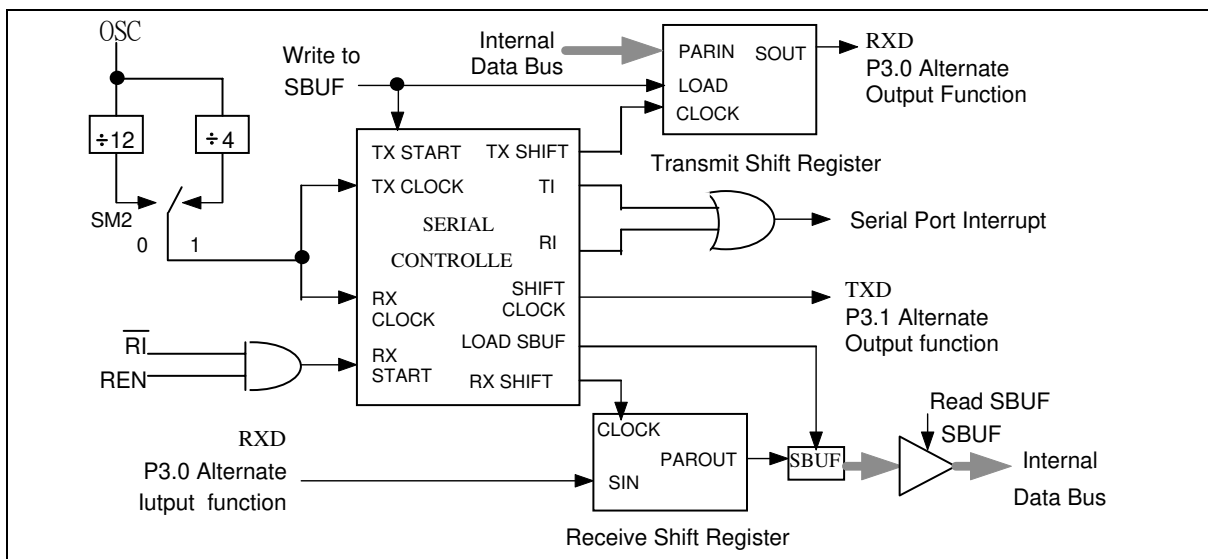 OSC
÷12
÷4
SM2
0
1
Write to
SBUF
Internal
Data Bus
PARIN
SOUT
LOAD
CLOCK
RXD
P3.0 Alternate
Output Function
Transmit Shift Register
TX START
TX SHIFT
TX CLOCK
TI
SERIAL
RI
CONTROLLE
SHIFT
CLOCK
RX
CLOCK
LOAD SBUF
RX
START
RX SHIFT
Serial Port Interrupt
TXD
P3.1 Alternate
Output function
RI
REN
RXD
P3.0 Alternate
Iutput function
CLOCK
PAROUT
SIN
Receive Shift Register
SBUF
Read SBUF
SBUF
Internal
Data Bus